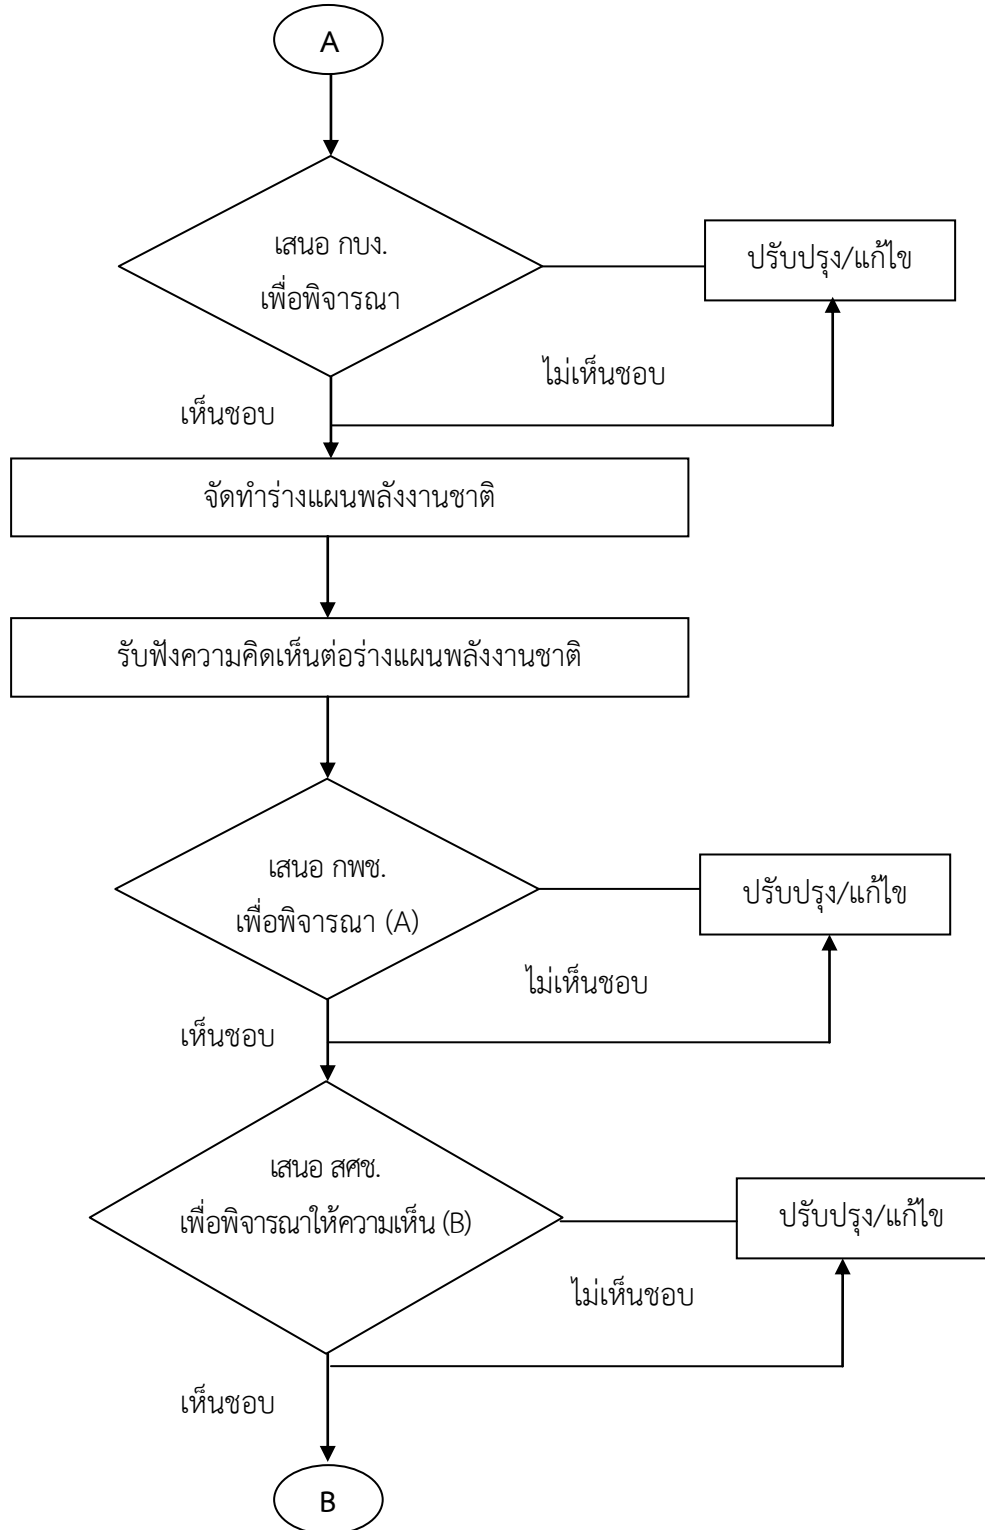 A
เสนอ กบง.
เพื่อพิจารณา
ปรับปรุง/แก้ไข
ไม่เห็นชอบ
เห็นชอบ
จัดทำร่างแผนพลังงานชาติ
รับฟังความคิดเห็นต่อร่างแผนพลังงานชาติ
เสนอ กพช.
เพื่อพิจารณา (A)
ปรับปรุง/แก้ไข
ไม่เห็นชอบ
เห็นชอบ
เสนอ สศช.
เพื่อพิจารณาให้ความเห็น (B)
ปรับปรุง/แก้ไข
ไม่เห็นชอบ
เห็นชอบ
B